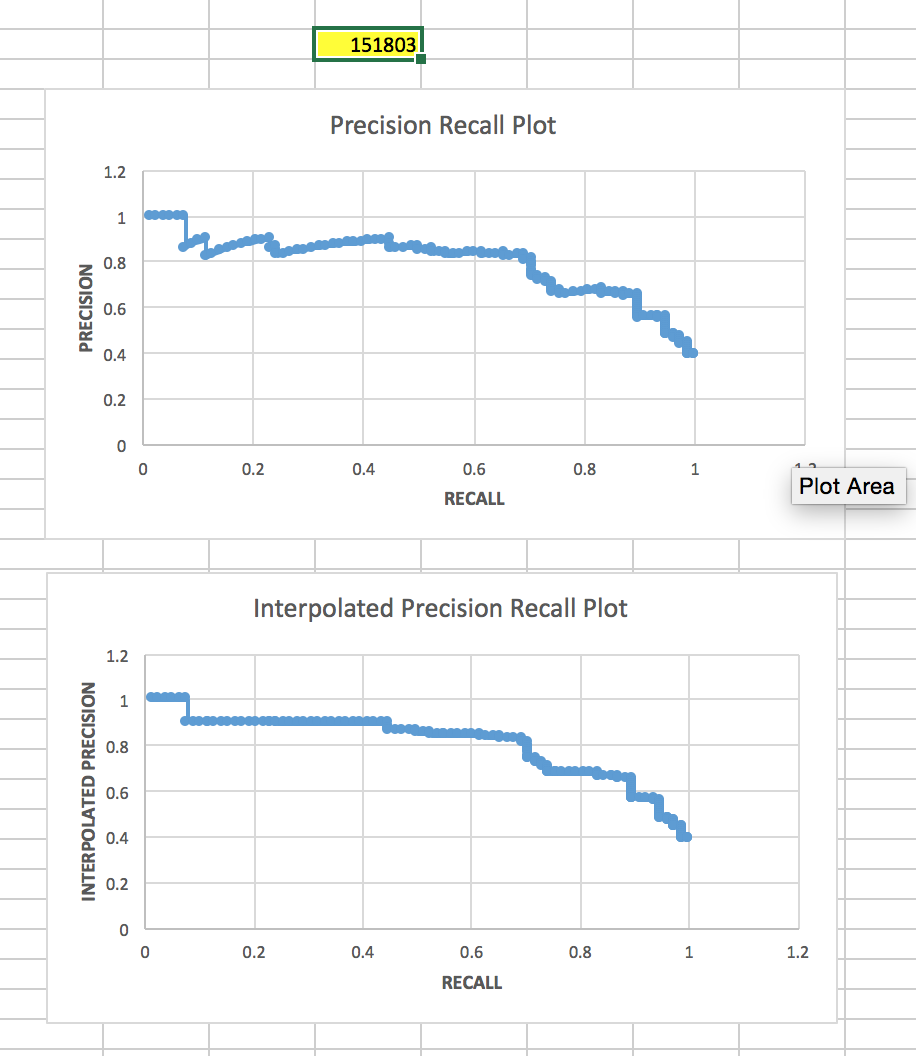 151803
Precision Recall Plot
1.2
1
0.8
0.6
0.4
0.2
0
PRECISION
0 0.2 0.4 0.6 0.8 1 1.2
RECALL
Plot Area
Interpolated Precision Recall Plot
1.2
1
0.8
0.6
0.4
0.2
0
INTERPOLATED PRECISION
0 0.2 0.4 0.6 0.8 1 1.2
RECALL